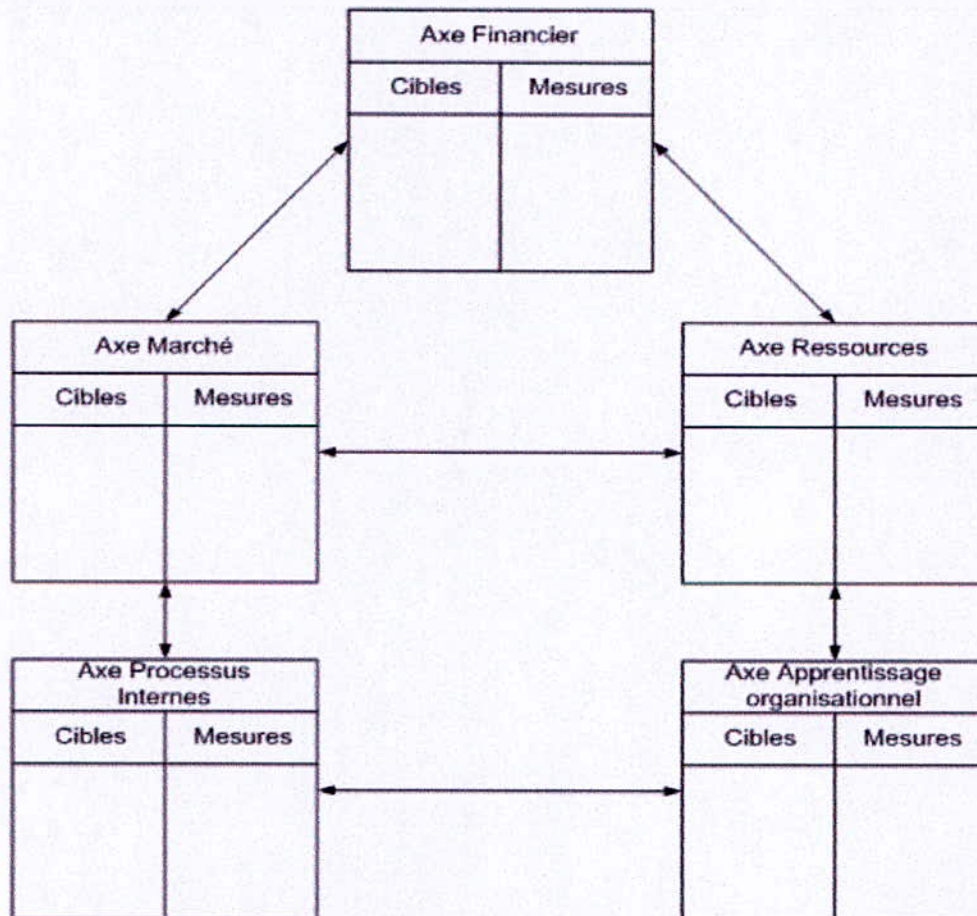 Axe Financier
Cibles Mesures
Axe Marché
Cibles Mesures
Axe Ressources
Cibles Mesures
Axe Processus
Internes
Cibles Mesures
Axe Apprentissage
organisationnel
Cibles Mesures